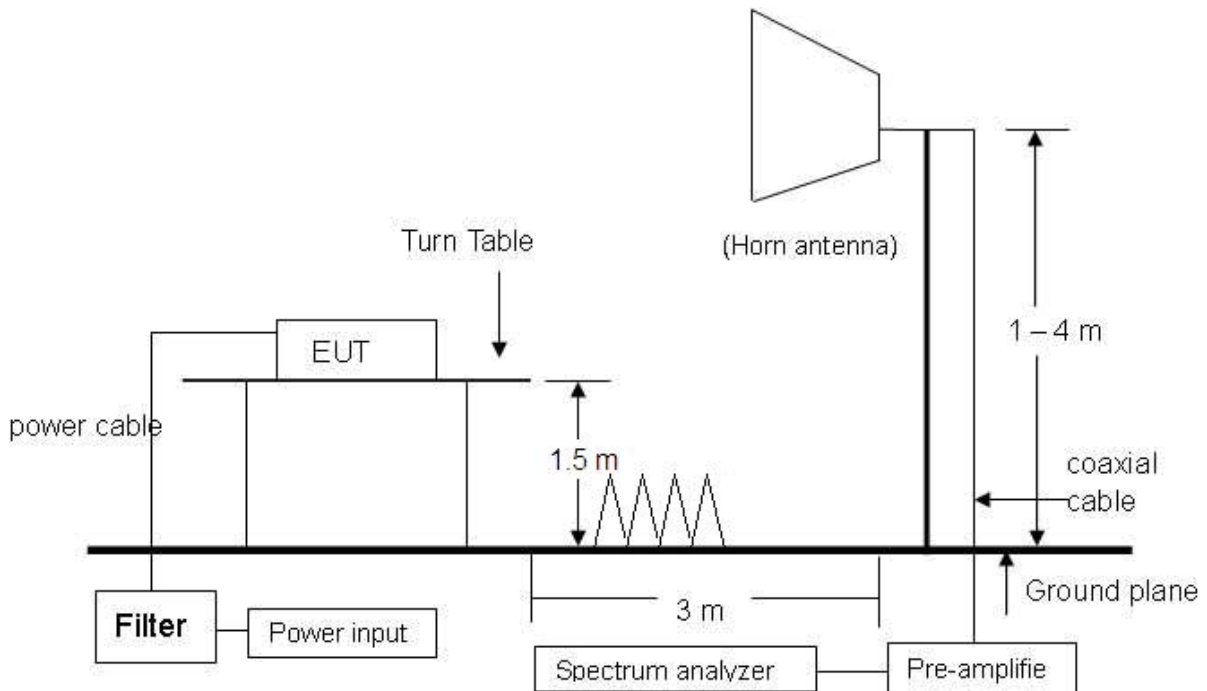 (Horn antenna)
Turn Table
1 – 4 m
EUT
power cable
1.5 m
coaxial
cable
Ground plane
3 m
Filter
Power input
Spectrum analyzer
Pre-amplifie